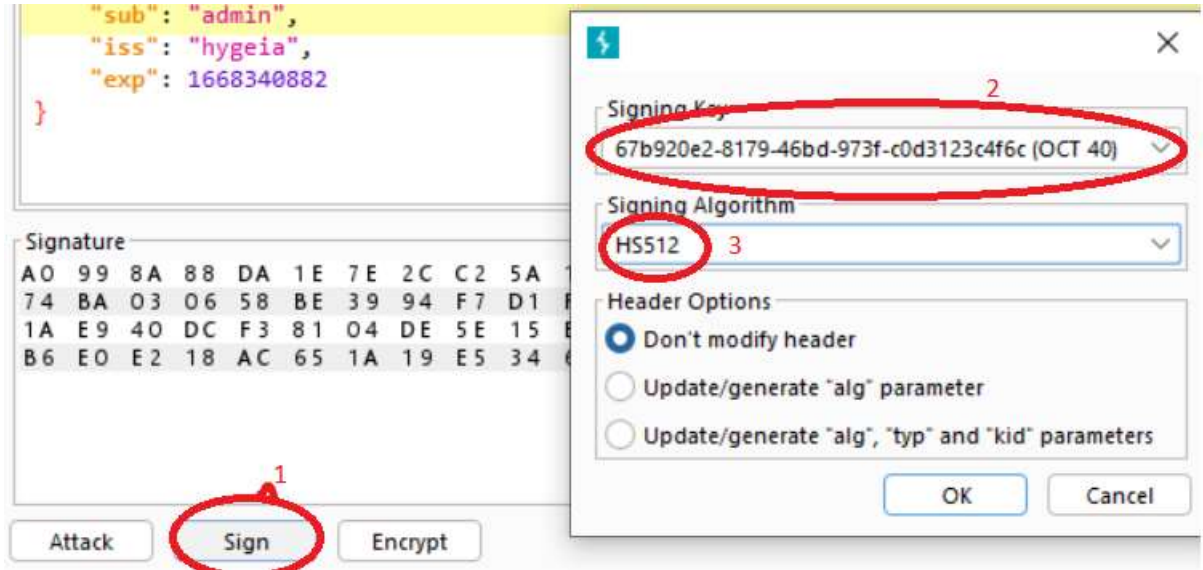 "sub": "admin",
"iss": "hygeia",
"exp": 1668340882
}
Signature
A0 99 8A 88 DA 1E 7E 2C C2 5A
74 BA 03 06 58 BE 39 94 F7 D1
1A E9 40 DC F3 81 04 DE 5E 15
B6 E0 E2 18 AC 65 1A 19 E5 34
1
Attack Sign Encrypt
2
Signing Key
67b920e2-8179-46bd-973f-c0d3123c4f6c (OCT 40)
Signing Algorithm
HS512 3
Header Options
Don't modify header
Update/generate "alg" parameter
Update/generate "alg", "typ" and "kid" parameters
OK Cancel